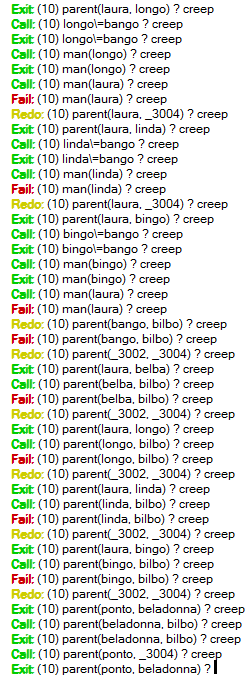 Exit: (10) parent(laura, longo) ? creep
Call: (10) longo\=bango ? creep
Exit: (10) longo\=bango ? creep
Call: (10) man(longo) ? creep
Exit: (10) man(longo) ? creep
Call: (10) man(laura) ? creep
Fail: (10) man(laura) ? creep
Redo: (10) parent(laura, _3004) ? creep
Exit: (10) parent(laura, linda) ? creep
Call: (10) linda\=bango ? creep
Exit: (10) linda\=bango ? creep
Call: (10) man(linda) ? creep
Fail: (10) man(linda) ? creep
Redo: (10) parent(laura, _3004) ? creep
Exit: (10) parent(laura, bingo) ? creep
Call: (10) bingo\=bango ? creep
Exit: (10) bingo\=bango ? creep
Call: (10) man(bingo) ? creep
Exit: (10) man(bingo) ? creep
Call: (10) man(laura) ? creep
Fail: (10) man(laura) ? creep
Redo: (10) parent(bango, bilbo) ? creep
Fail: (10) parent(bango, bilbo) ? creep
Redo: (10) parent(_3002, _3004) ? creep
Exit: (10) parent(laura, belba) ? creep
Call: (10) parent(belba, bilbo) ? creep
Fail: (10) parent(belba, bilbo) ? creep
Redo: (10) parent(_3002, _3004) ? creep
Exit: (10) parent(laura, longo) ? creep
Call: (10) parent(longo, bilbo) ? creep
Fail: (10) parent(longo, bilbo) ? creep
Redo: (10) parent(_3002, _3004) ? creep
Exit: (10) parent(laura, linda) ? creep
Call: (10) parent(linda, bilbo) ? creep
Fail: (10) parent(linda, bilbo) ? creep
Redo: (10) parent(_3002, _3004) ? creep
Exit: (10) parent(laura, bingo) ? creep
Call: (10) parent(bingo, bilbo) ? creep
Fail: (10) parent(bingo, bilbo) ? creep
Redo: (10) parent(_3002, _3004) ? creep
Exit: (10) parent(ponto, beladonna) ? creep
Call: (10) parent(beladonna, bilbo) ? creep
Exit: (10) parent(beladonna, bilbo) ? creep
Call: (10) parent(ponto, _3004) ? creep
Exit: (10) parent(ponto, beladonna) ?